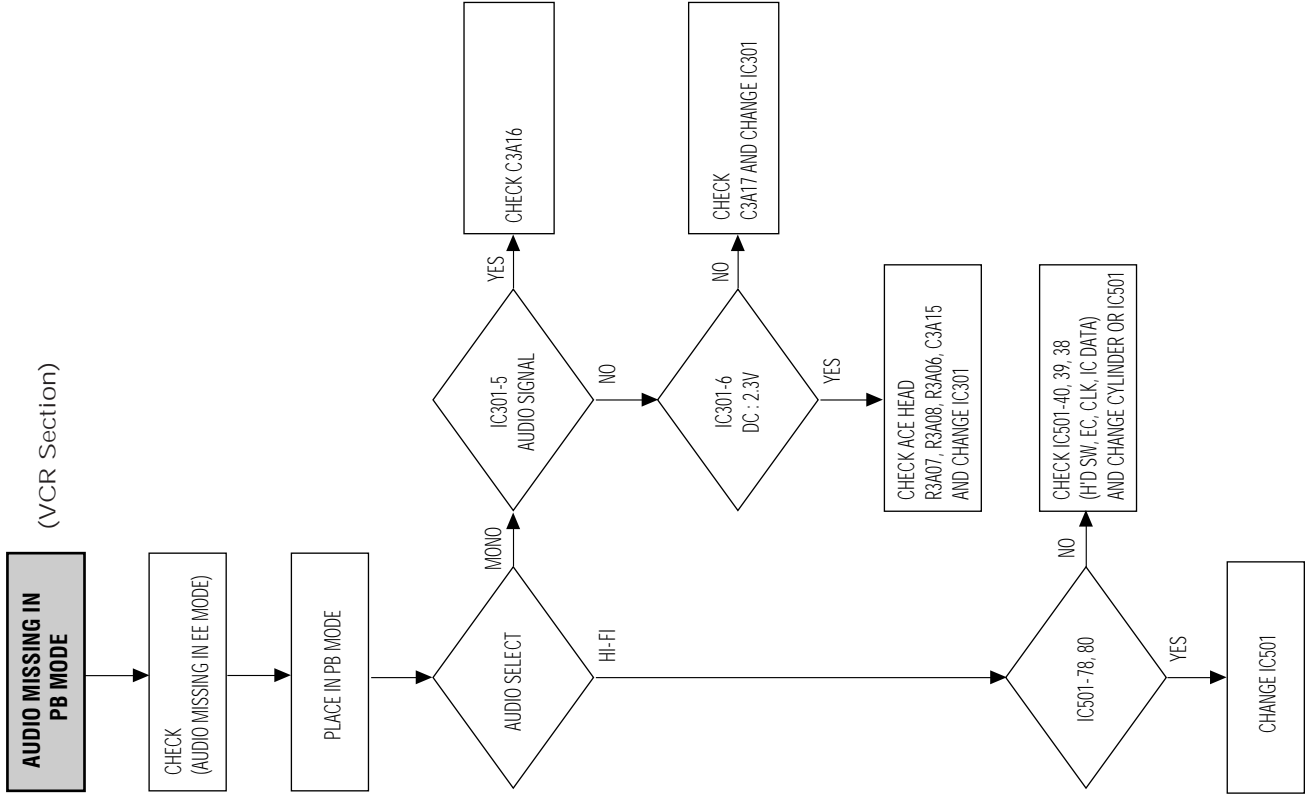 AUDIO MISSING IN
PB MODE
(VCR Section)
CHECK
(AUDIO MISSING IN EE MODE)
PLACE IN PB MODE
AUDIO SELECT
MONO
HI-FI
IC301-5
AUDIO SIGNAL
YES
CHECK C3A16
NO
IC301-6
DC : 2.3V
NO
CHECK
C3A17 AND CHANGE IC301
YES
CHECK ACE HEAD
R3A07, R3A08, R3A06, C3A15
AND CHANGE IC301
IC501-78, 80
NO
CHECK IC501-40, 39, 38
(H'D SW, EC, CLK, IC DATA)
AND CHANGE CYLINDER OR IC501
YES
CHANGE IC501